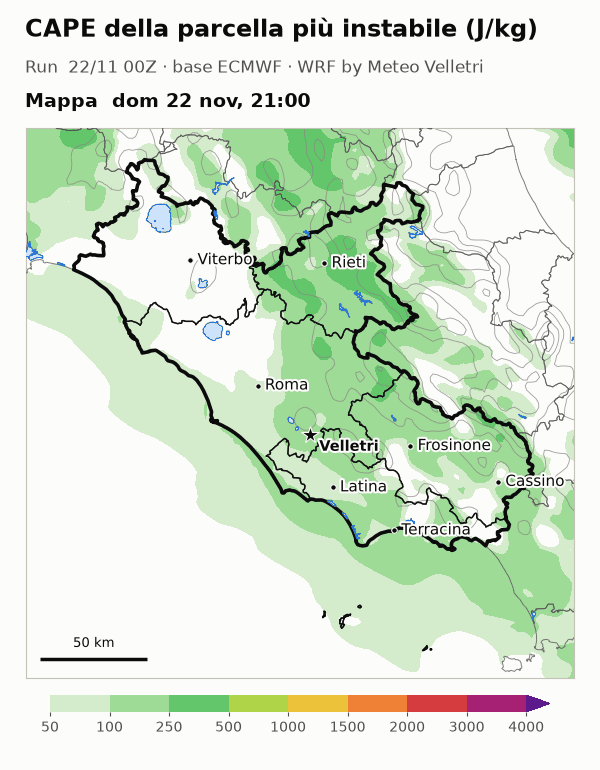 CAPE della parcella più instabile (J/kg)
Run 22/11 00Z · base ECMWF · WRF by Meteo Velletri
Mappa dom 22 nov, 21:00
Viterbo
Rieti
Roma
Velletri
Frosinone
Cassino
Latina
Terracina
50 km
50 100 250 500 1000 1500 2000 3000 4000